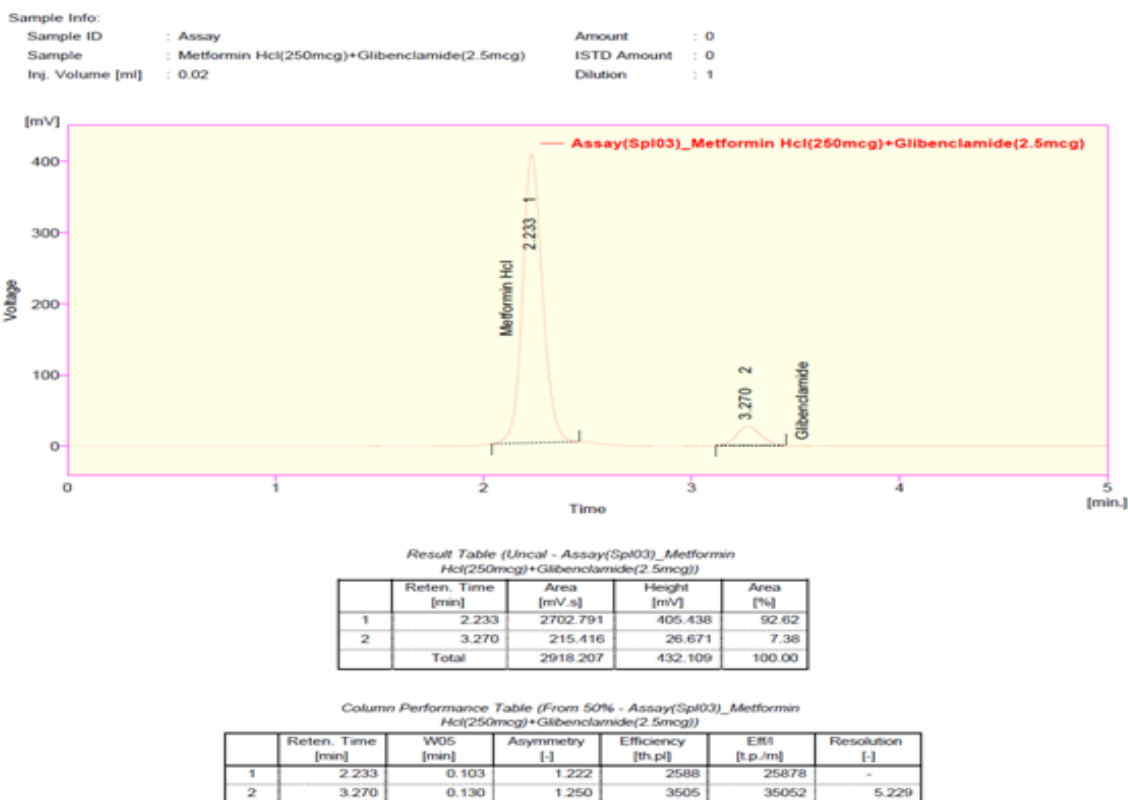 Sample Info:
Sample ID : Assay Amount : 0
Sample : Metformin Hcl(250mcg)+Glibenclamide(2.5mcg) ISTD Amount : 0
Inj. Volume [ml] : 0.02 Dilution : 1
[mV]
Assay(Spl03)_Metformin Hcl(250mcg)+Glibenclamide(2.5mcg)
400
300
200
100
0
Voltage
Metformin Hcl
2.233 1
3.270 2
Glibenclamide
0 1 2 3 4 5
Time
[min.]
Result Table (Uncal - Assay(Spl03)_Metformin
Hcl(250mcg)+Glibenclamide(2.5mcg))
Reten. Time Area Height Area
[min] [mV.s] [mV] [%]
1 2.233 2702.791 405.438 92.62
2 3.270 215.416 26.671 7.38
Total 2918.207 432.109 100.00
Column Performance Table (From 50% - Assay(Spl03)_Metformin
Hcl(250mcg)+Glibenclamide(2.5mcg))
Reten. Time W05 Asymmetry Efficiency Eff/l Resolution
[min] [min] [-] [th.pl] [t.p./m] [-]
1 2.233 0.103 1.222 2588 25878 -
2 3.270 0.130 1.250 3505 35052 5.229